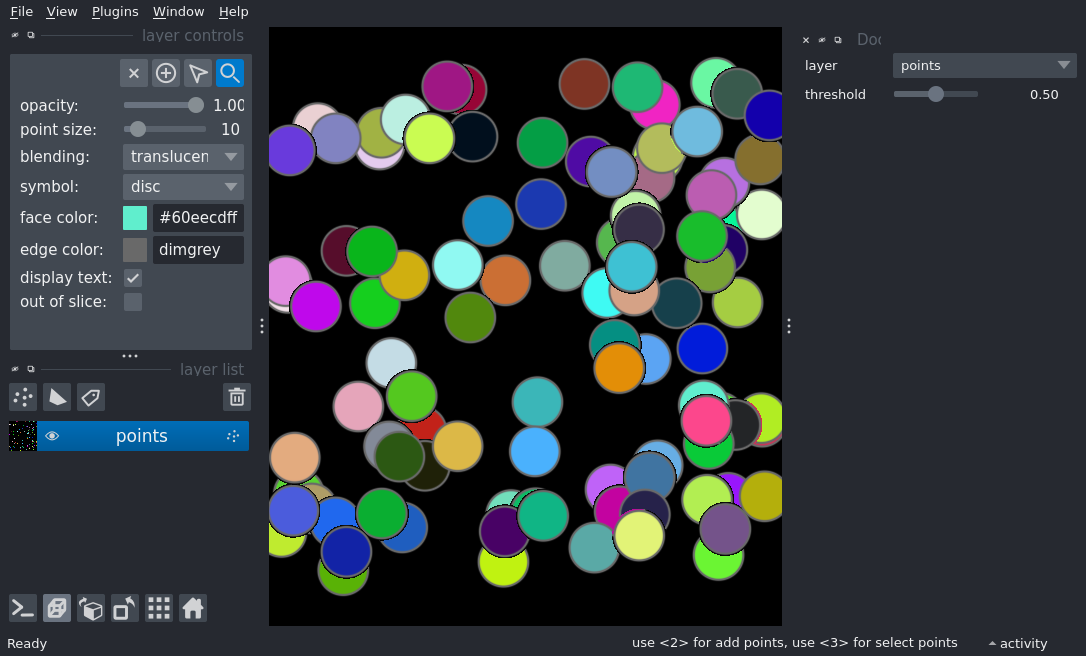 File View Plugins Window Help
layer controls
opacity: 1.00
point size: 10
blending: translucen
symbol: disc
face color: #60eecdff
edge color: dimgrey
display text:
out of slice:
layer list
points
Doc
layer points
threshold 0.50
Ready
use <2> for add points, use <3> for select points
activity